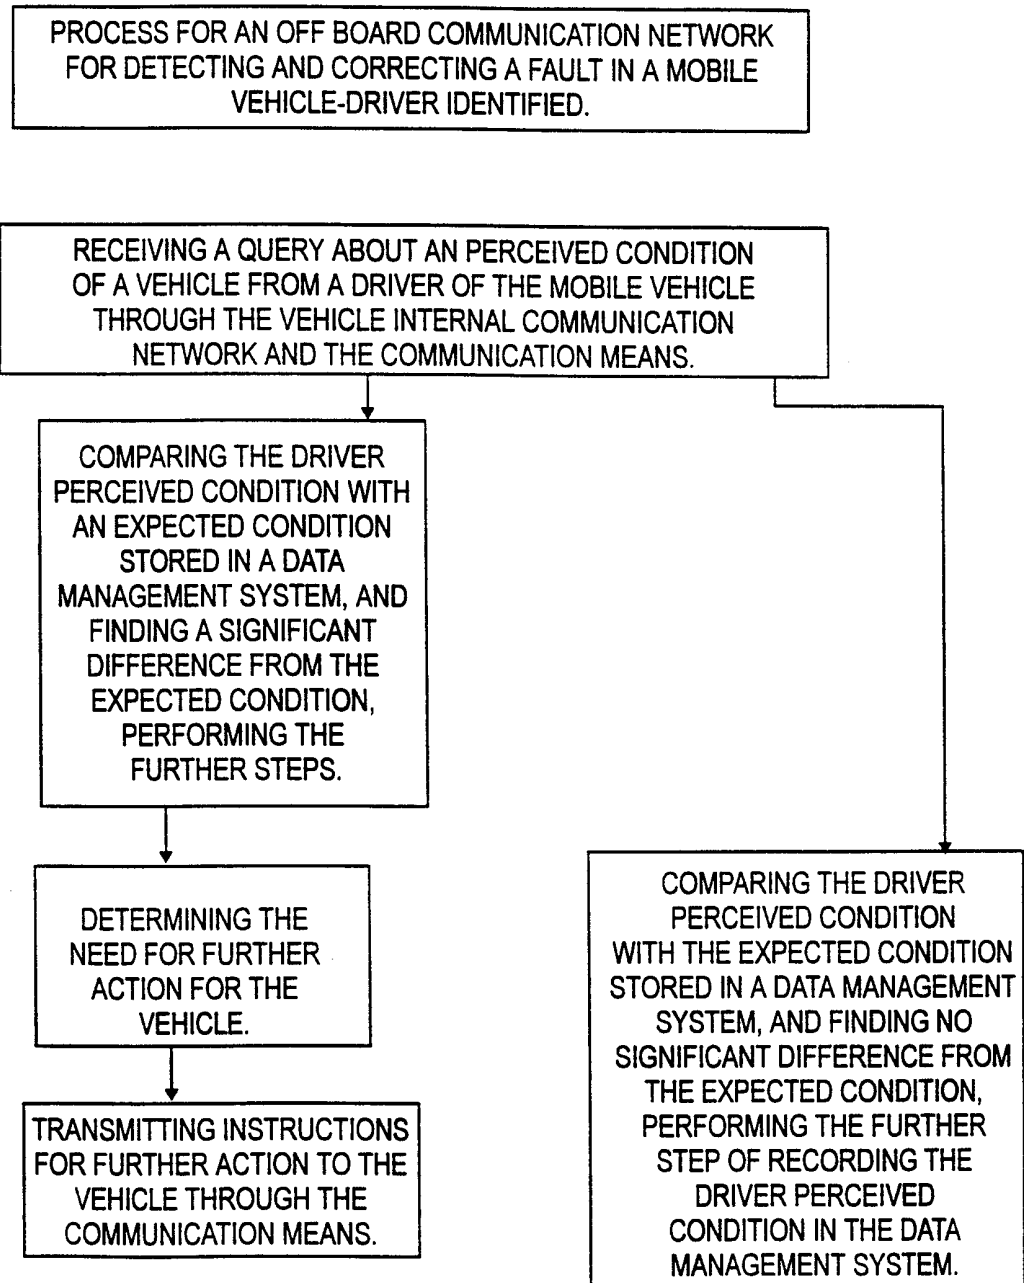 PROCESS FOR AN OFF BOARD COMMUNICATION NETWORK
FOR DETECTING AND CORRECTING A FAULT IN A MOBILE
VEHICLE-DRIVER IDENTIFIED.
RECEIVING A QUERY ABOUT AN PERCEIVED CONDITION
OF A VEHICLE FROM A DRIVER OF THE MOBILE VEHICLE
THROUGH THE VEHICLE INTERNAL COMMUNICATION
NETWORK AND THE COMMUNICATION MEANS.
COMPARING THE DRIVER
PERCEIVED CONDITION WITH
AN EXPECTED CONDITION
STORED IN A DATA
MANAGEMENT SYSTEM, AND
FINDING A SIGNIFICANT
DIFFERENCE FROM THE
EXPECTED CONDITION,
PERFORMING THE
FURTHER STEPS.
DETERMINING THE
NEED FOR FURTHER
ACTION FOR THE
VEHICLE.
TRANSMITTING INSTRUCTIONS
FOR FURTHER ACTION TO THE
VEHICLE THROUGH THE
COMMUNICATION MEANS.
COMPARING THE DRIVER
PERCEIVED CONDITION
WITH THE EXPECTED CONDITION
STORED IN A DATA MANAGEMENT
SYSTEM, AND FINDING NO
SIGNIFICANT DIFFERENCE FROM
THE EXPECTED CONDITION,
PERFORMING THE FURTHER
STEP OF RECORDING THE
DRIVER PERCEIVED
CONDITION IN THE DATA
MANAGEMENT SYSTEM.